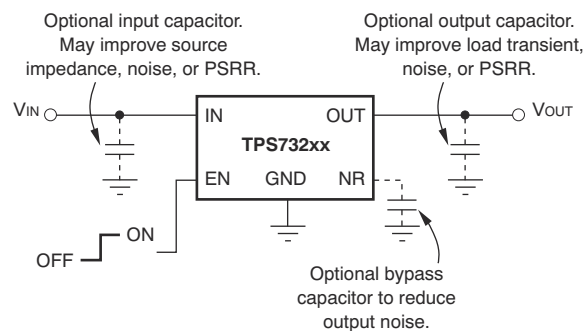 Optional input capacitor.
May improve source
impedance, noise, or PSRR.
Optional output capacitor.
May improve load transient,
noise, or PSRR.
VIN
IN
OUT
VOUT
TPS732xx
EN
GND
NR
ON
OFF
Optional bypass
capacitor to reduce
output noise.